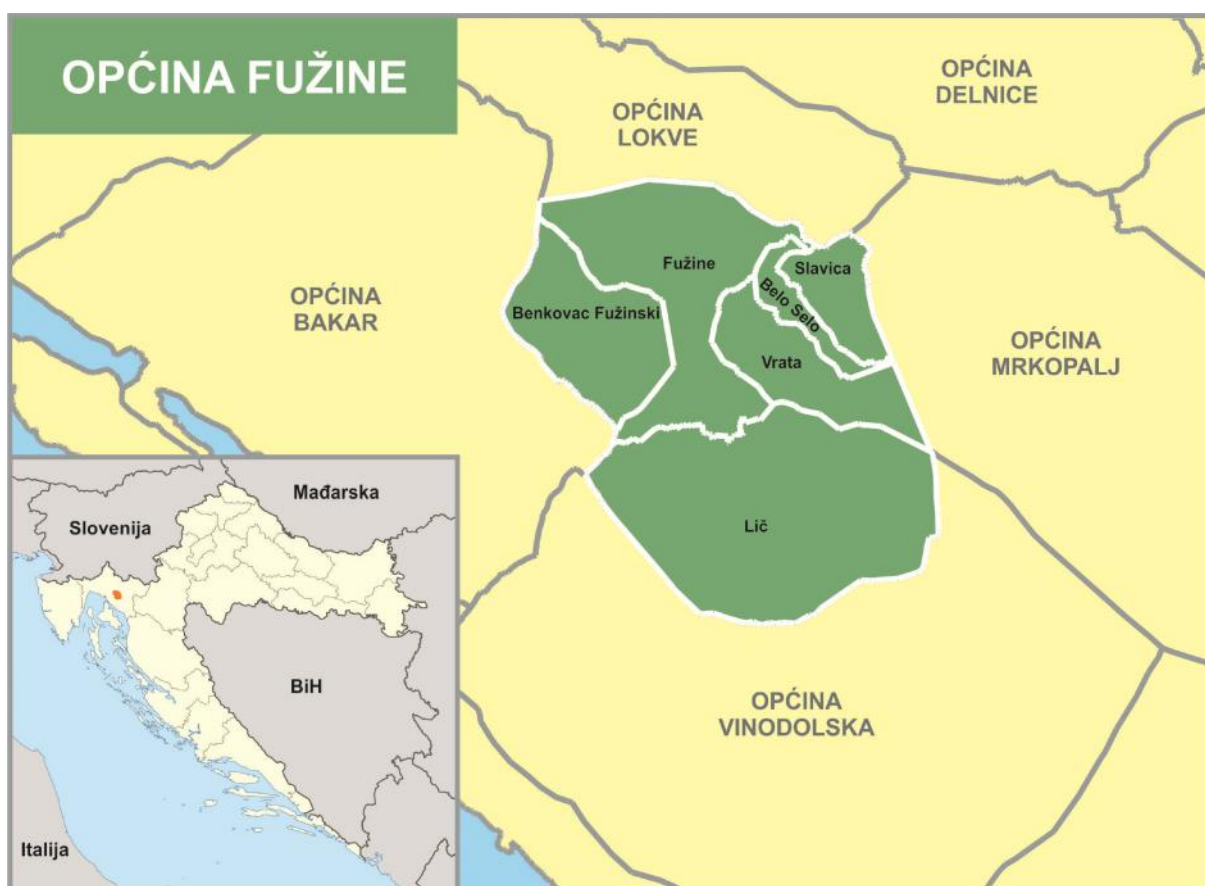 OPĆINA FUŽINE
OPĆINA
DELNICE
OPĆINA
LOKVE
Fužine
Slavica
Belo Selo
OPĆINA
BAKAR
Benkovac Fužinski
Vrata
OPĆINA
MRKOPALJ
Lič
OPĆINA
VINODOLSKA
Mađarska
Slovenija
BiH
Italija